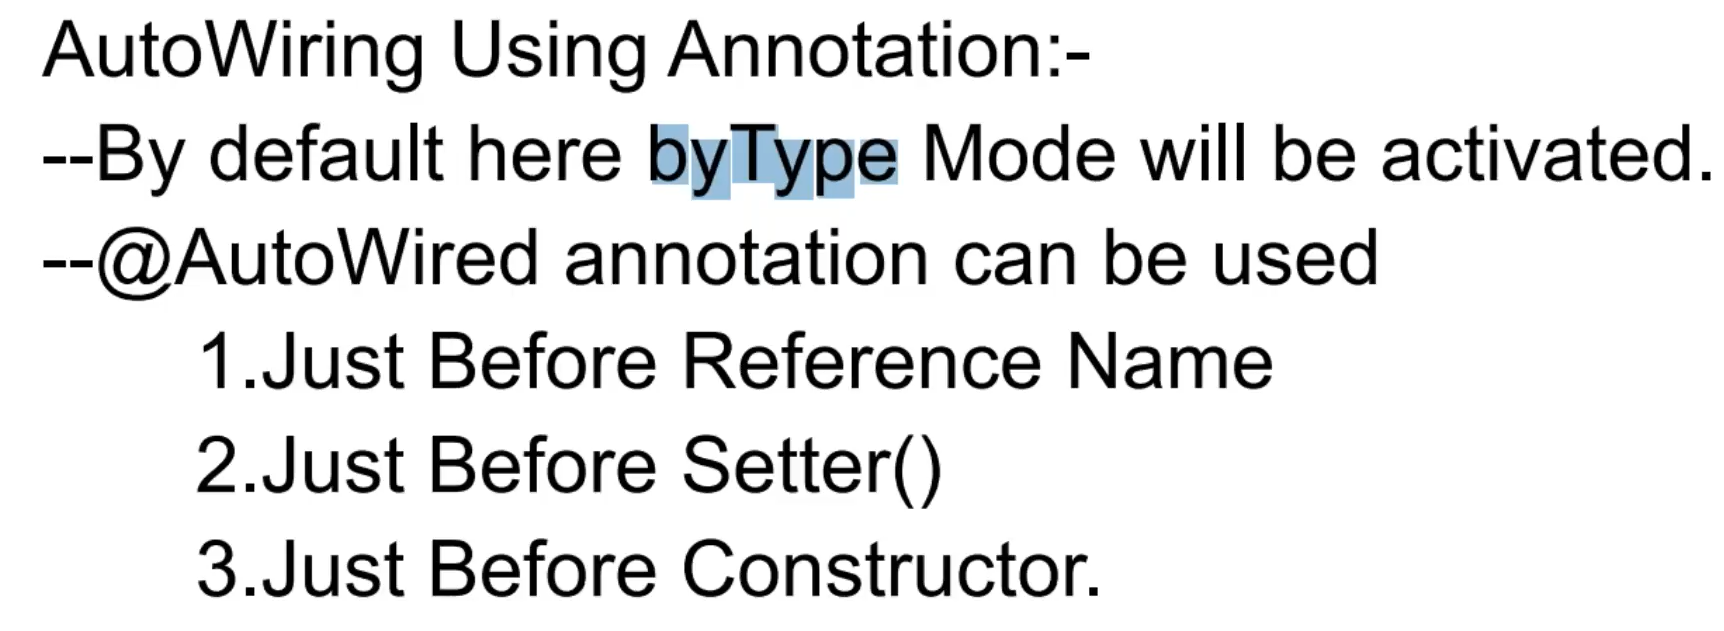 AutoWiring Using Annotation:-
--By default here byType Mode will be activated.
--@AutoWired annotation can be used
1.Just Before Reference Name
2.Just Before Setter()
3.Just Before Constructor.